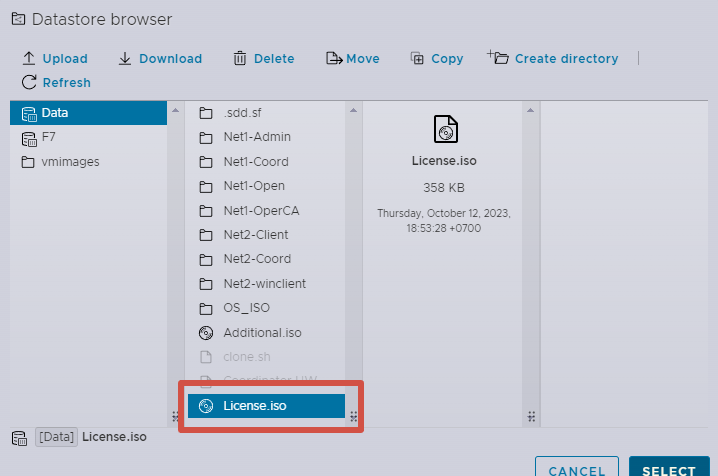 Datastore browser
Upload Download Delete Move Copy Create directory
Refresh
Data
F7
vmimages
.sdd.sf
Net1-Admin
Net1-Coord
Net1-Open
Net1-OperCA
Net2-Client
Net2-Coord
Net2-winclient
OS_ISO
Additional.iso
clone.sh
License.iso
License.iso
358 KB
Thursday, October 12, 2023,
18:53:28 +0700
[Data] License.iso
CANCEL SELECT